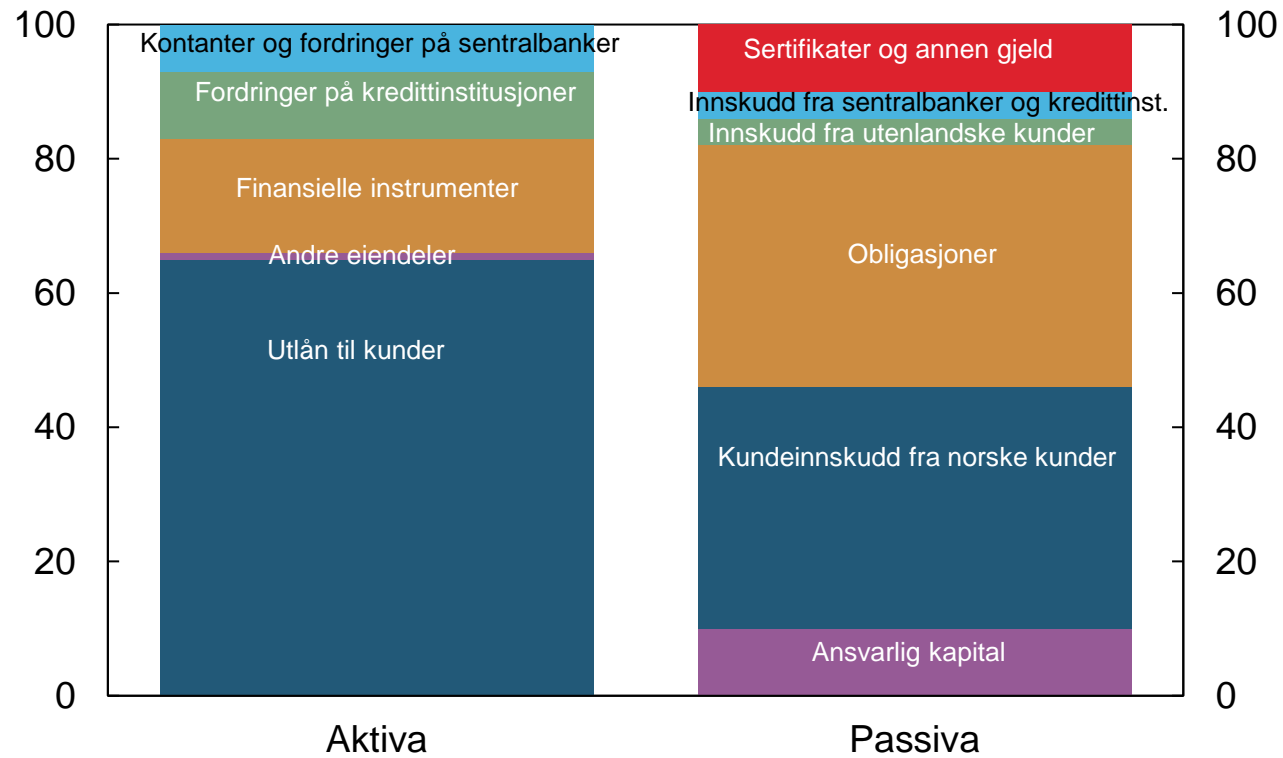 100
80
60
40
20
0
Kontanter og fordringer på sentralbanker
Fordringer på kredittinstitusjoner
Finansielle instrumenter
Andre eiendeler
Utlån til kunder
Sertifikater og annen gjeld
Innskudd fra sentralbanker og kredittinst.
Innskudd fra utenlandske kunder
Obligasjoner
Kundeinnskudd fra norske kunder
Ansvarlig kapital
100
80
60
40
20
0
Aktiva
Passiva